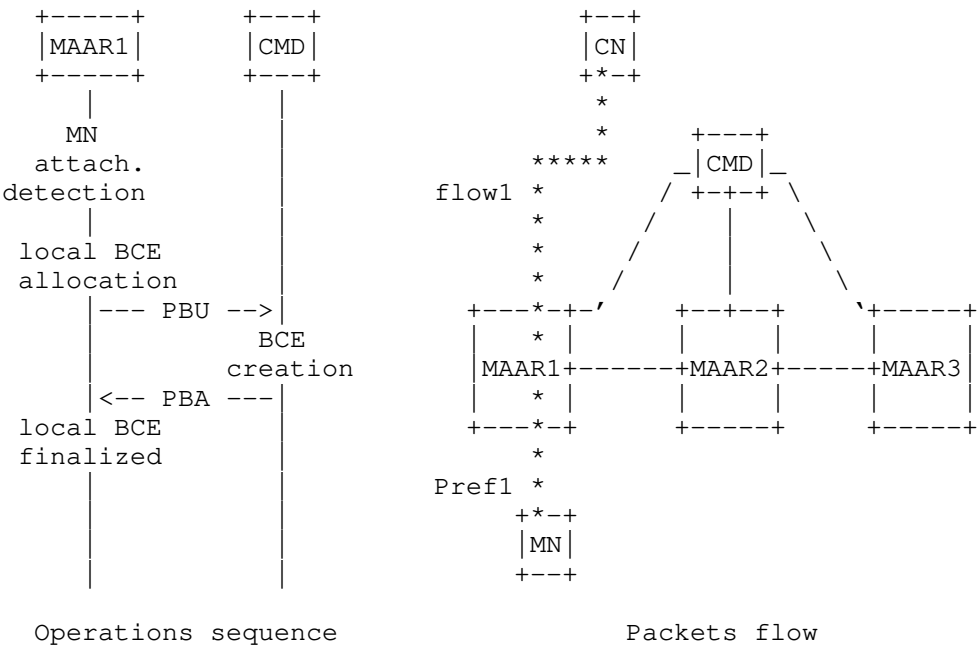 MAAR1 CMD CN
MN
attach. CMD
detection flow1
local BCE
allocation
--- PBU -->
BCE
creation MAAR1 MAAR2 MAAR3
<-- PBA ---
local BCE
finalized
Pref1
MN
Operations sequence Packets flow